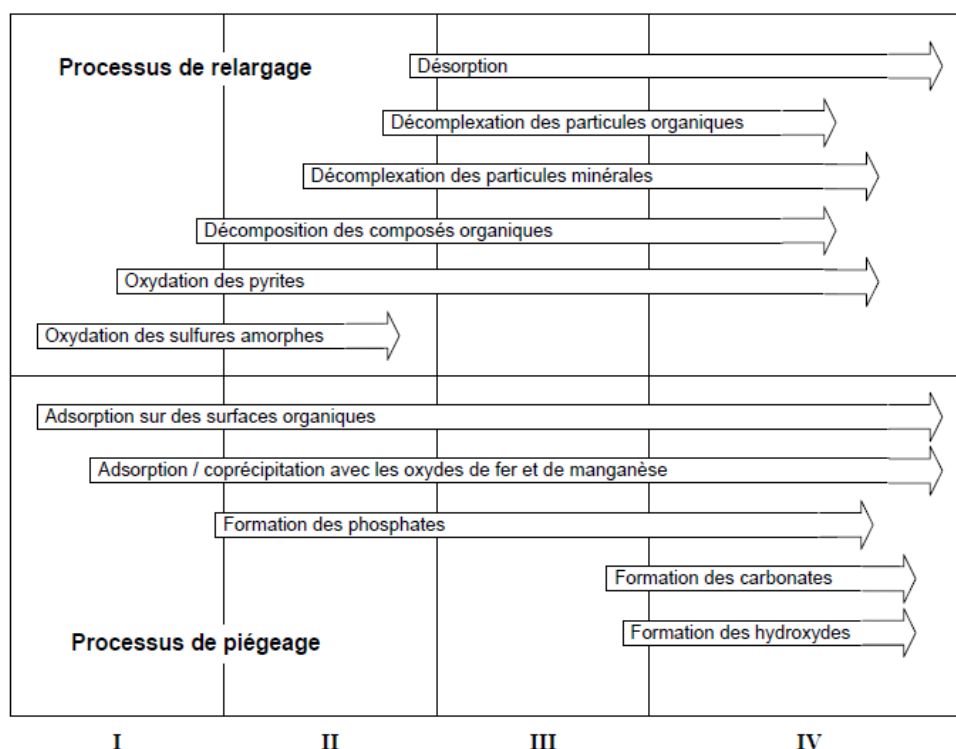 Processus de relargage
Désorption
Décomplexation des particules organiques
Décomplexation des particules minérales
Décomposition des composés organiques
Oxydation des pyrites
Oxydation des sulfures amorphes
Adsorption sur des surfaces organiques
Adsorption / coprécipitation avec les oxydes de fer et de manganèse
Formation des phosphates
Formation des carbonates
Formation des hydroxydes
Processus de piégeage
I II III IV